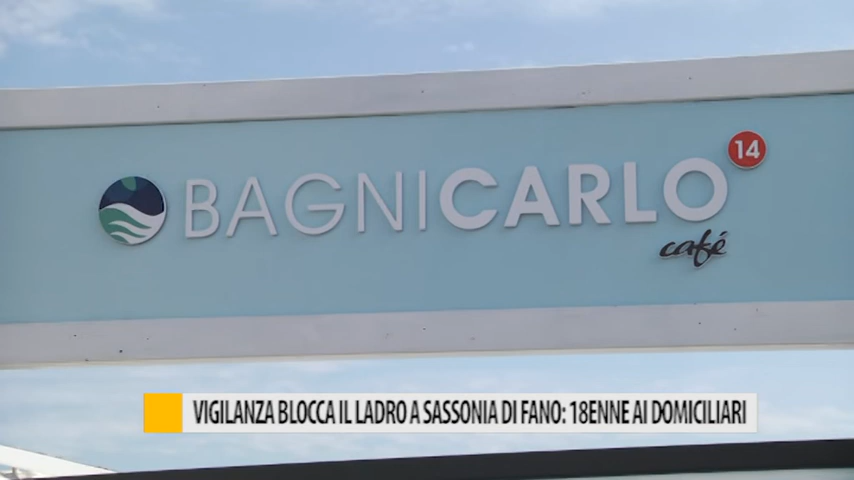 BAGNICARLO 14
café
VIGILANZA BLOCCA IL LADRO A SASSONIA DI FANO: 18ENNE AI DOMICILIARI